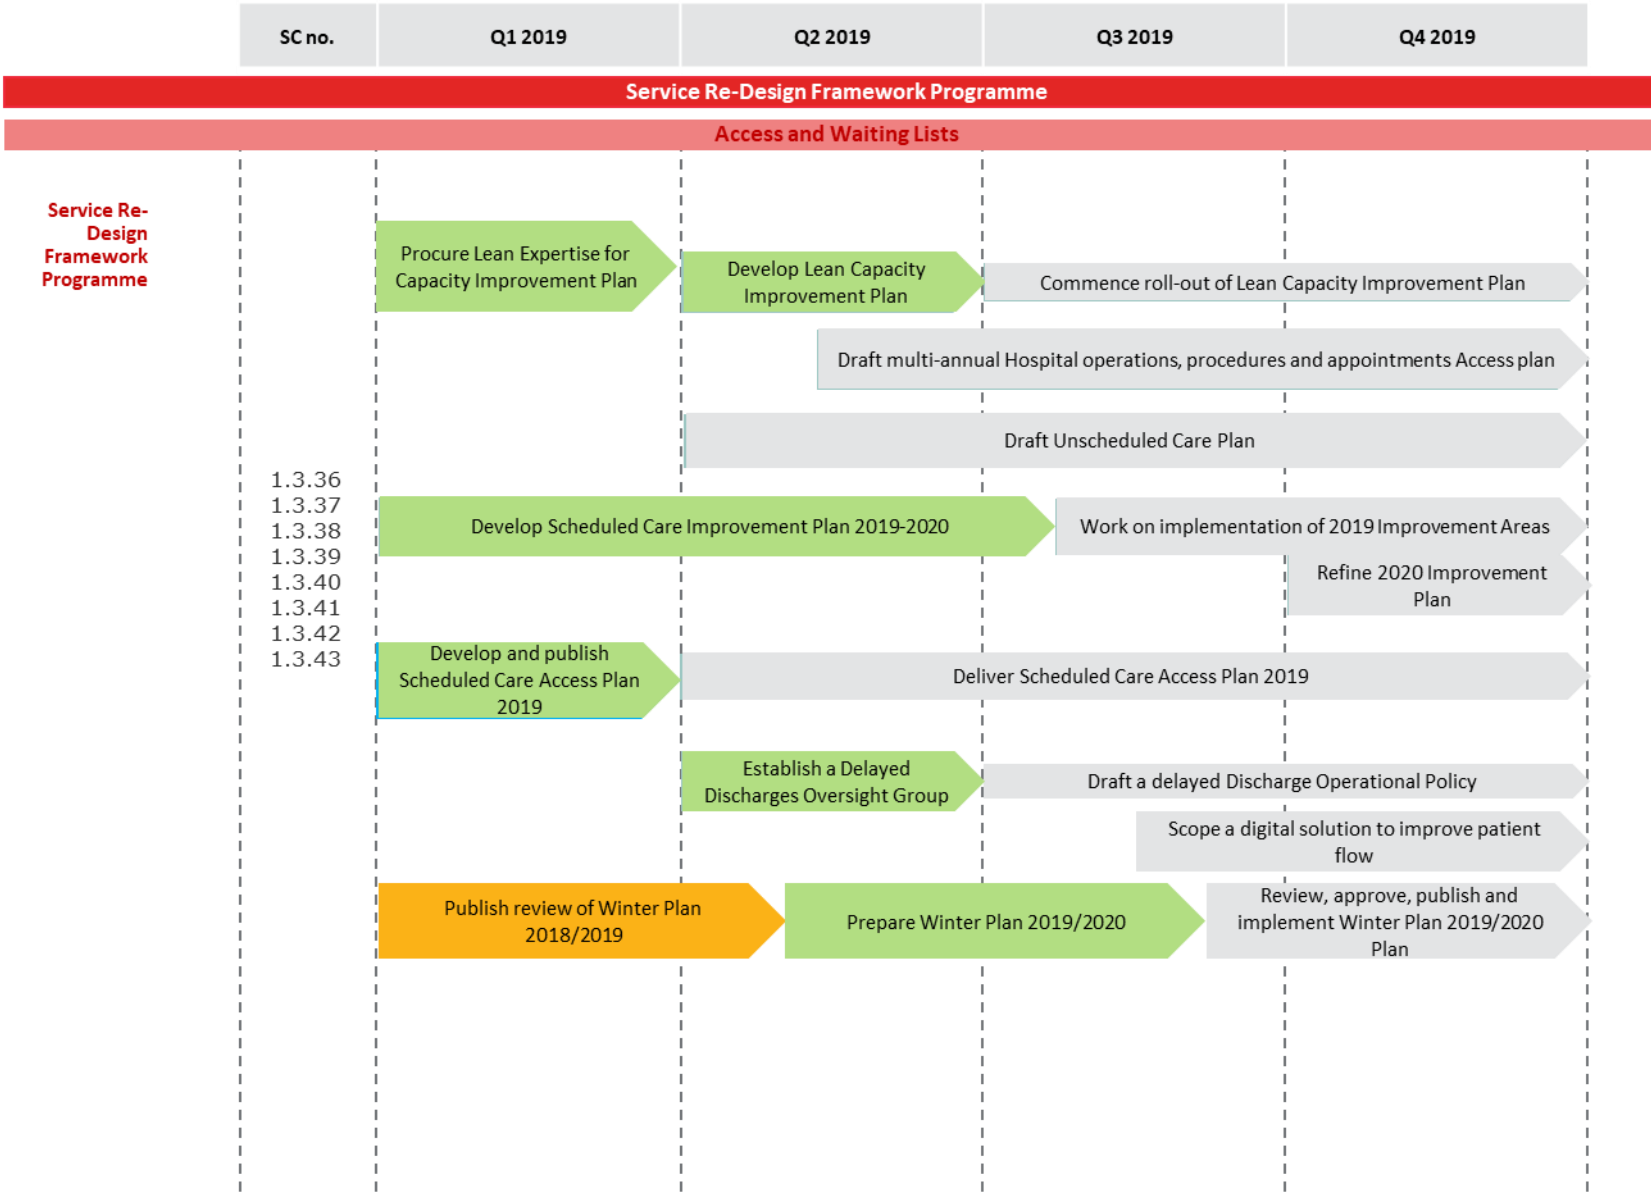 SC no.
Q1 2019
Q2 2019
Q3 2019
Q4 2019
Service Re-Design Framework Programme
Access and Waiting Lists
Service Re-
Design
Framework
Programme
Procure Lean Expertise for
Capacity Improvement Plan
Develop Lean Capacity
Improvement Plan
Commence roll-out of Lean Capacity Improvement Plan
Draft multi-annual Hospital operations, procedures and appointments Access plan
Draft Unscheduled Care Plan
1.3.36
1.3.37
1.3.38
1.3.39
1.3.40
1.3.41
1.3.42
1.3.43
Develop Scheduled Care Improvement Plan 2019-2020
Work on implementation of 2019 Improvement Areas
Refine 2020 Improvement
Plan
Develop and publish
Scheduled Care Access Plan
2019
Deliver Scheduled Care Access Plan 2019
Establish a Delayed
Discharges Oversight Group
Draft a delayed Discharge Operational Policy
Scope a digital solution to improve patient
flow
Publish review of Winter Plan
2018/2019
Prepare Winter Plan 2019/2020
Review, approve, publish and
implement Winter Plan 2019/2020
Plan